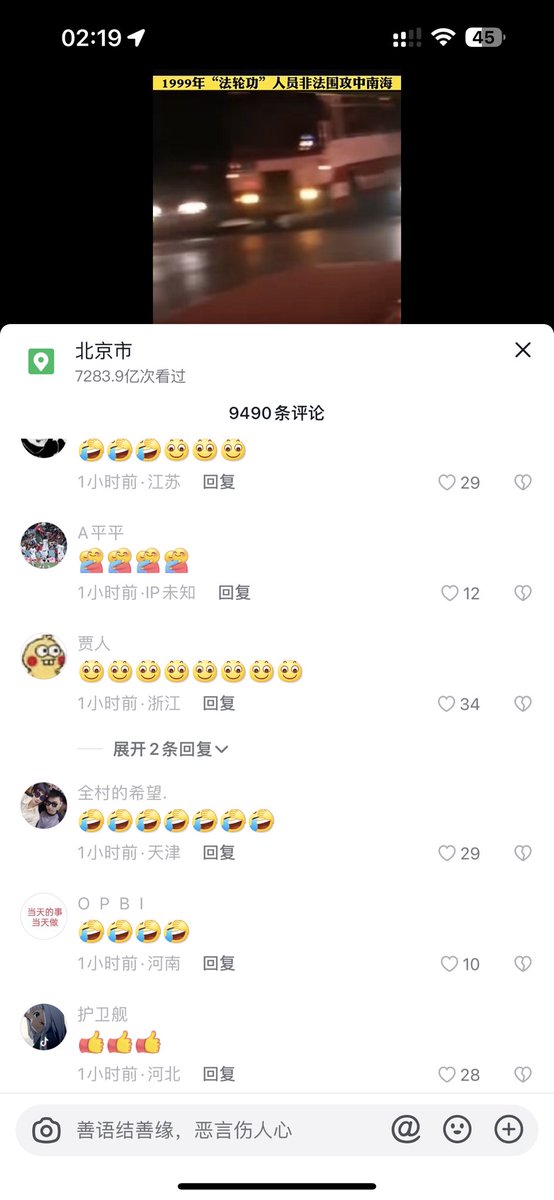 02:19
45
1999年“法轮功”人员非法围攻中南海
北京市
7283.9亿次看过
9490条评论
1小时前·江苏 回复 29
A平平
1小时前·IP未知 回复 12
贾人
1小时前·浙江 回复 34
展开2条回复
全村的希望.
1小时前·天津 回复 29
当天的事
当天做
O P B I
1小时前·河南 回复 10
护卫舰
1小时前·河北 回复 28
善语结善缘，恶言伤人心